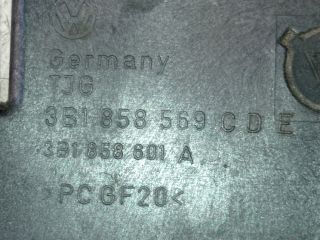 Germany
TJG
3B1 858 569 C D E
3B1 858 601 A
>PC GF20<